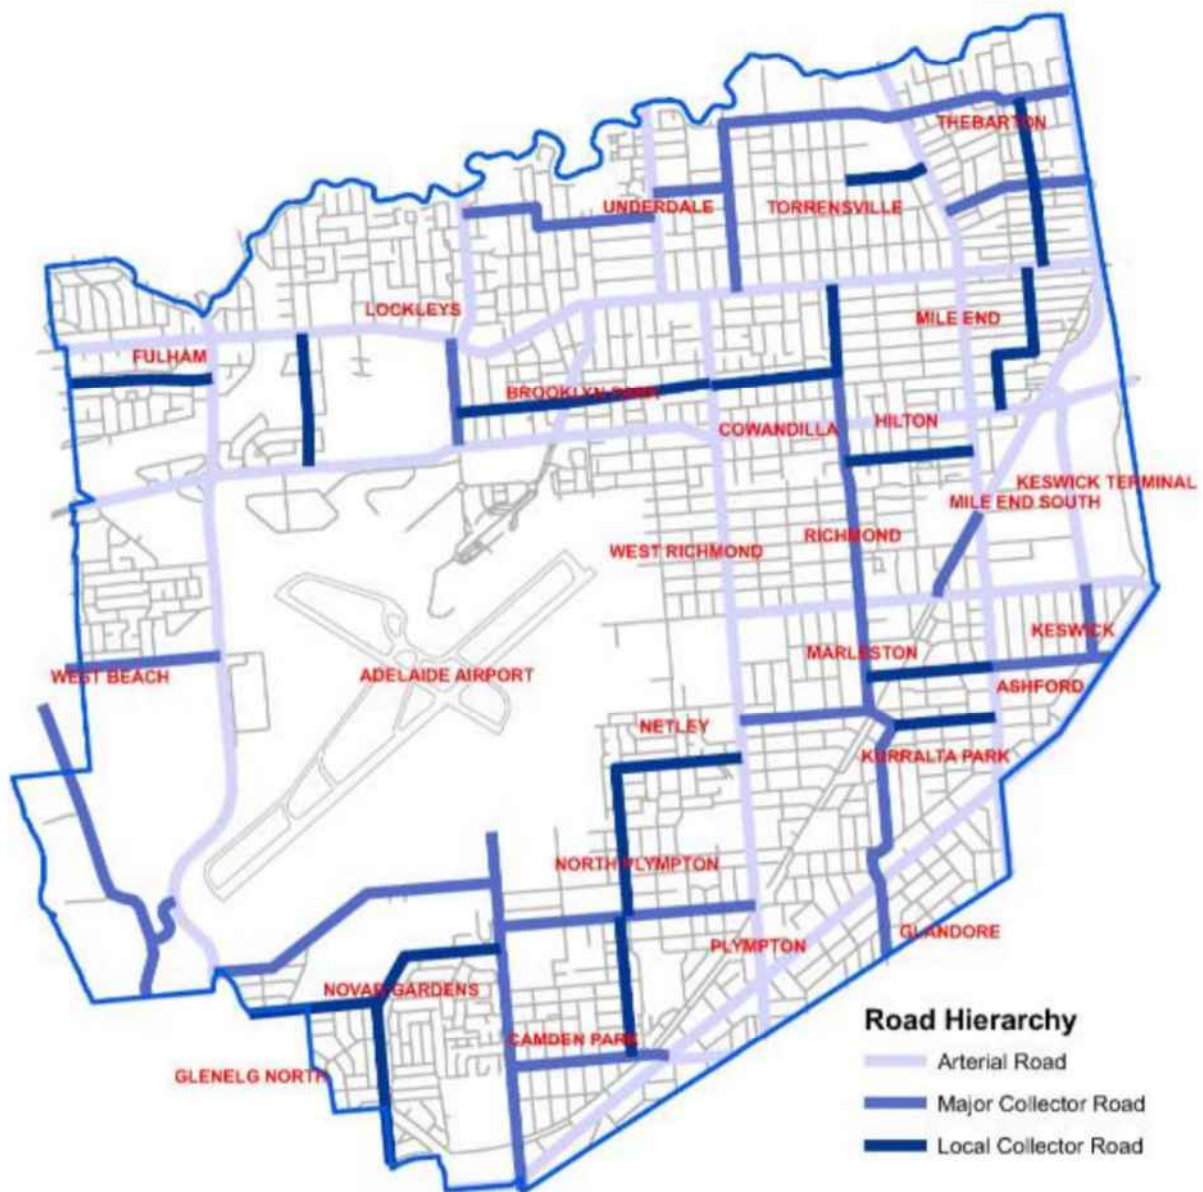 THEBARTON
UNDERDALE
TORRENSVILLE
LOCKLEYS
MILE END
FULHAM
BROOKLYN PARK
COWANDILLA
HILTON
KESWICK TERMINAL
MILE END SOUTH
RICHMOND
WEST RICHMOND
KESWICK
MARLESTON
WEST BEACH
ADELAIDE AIRPORT
ASHFORD
NETLEY
KURRALTA PARK
NORTH PLYMPTON
GLANDORE
PLYMPTON
NOVAR GARDENS
CAMDEN PARK
GLENELG NORTH
Road Hierarchy
Arterial Road
Major Collector Road
Local Collector Road